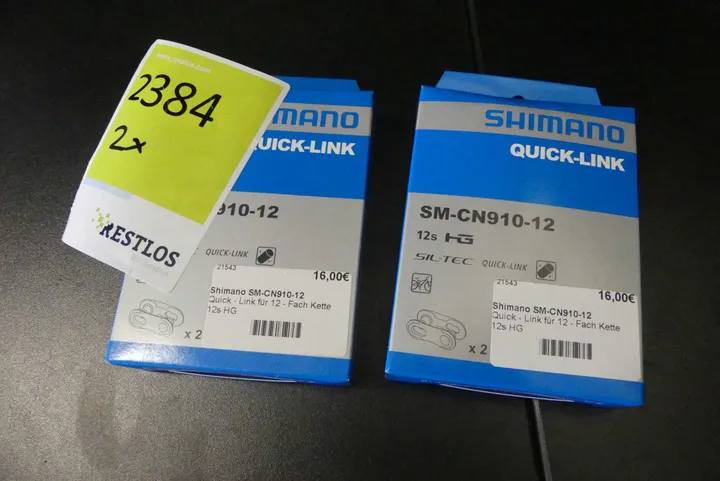 2384
2x
RESTLOS
SHIMANO
QUICK-LINK
910-12
QUICK-LINK
21543
16,00€
Shimano SM-CN910-12
Quick - Link für 12 - Fach Kette
12s HG
x 2
SHIMANO
QUICK-LINK
SM-CN910-12
12s HG
SIL-TEC QUICK-LINK
21543
16,00€
Shimano SM-CN910-12
Quick - Link für 12 - Fach Kette
12s HG
x 2